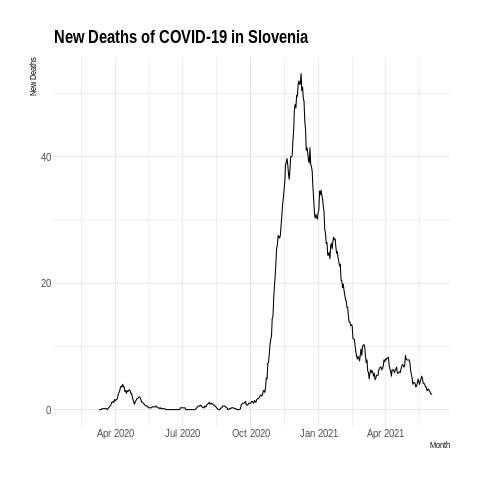 New Deaths of COVID-19 in Slovenia
New Deaths
40
20
0
Apr 2020 Jul 2020 Oct 2020 Jan 2021 Apr 2021
Month